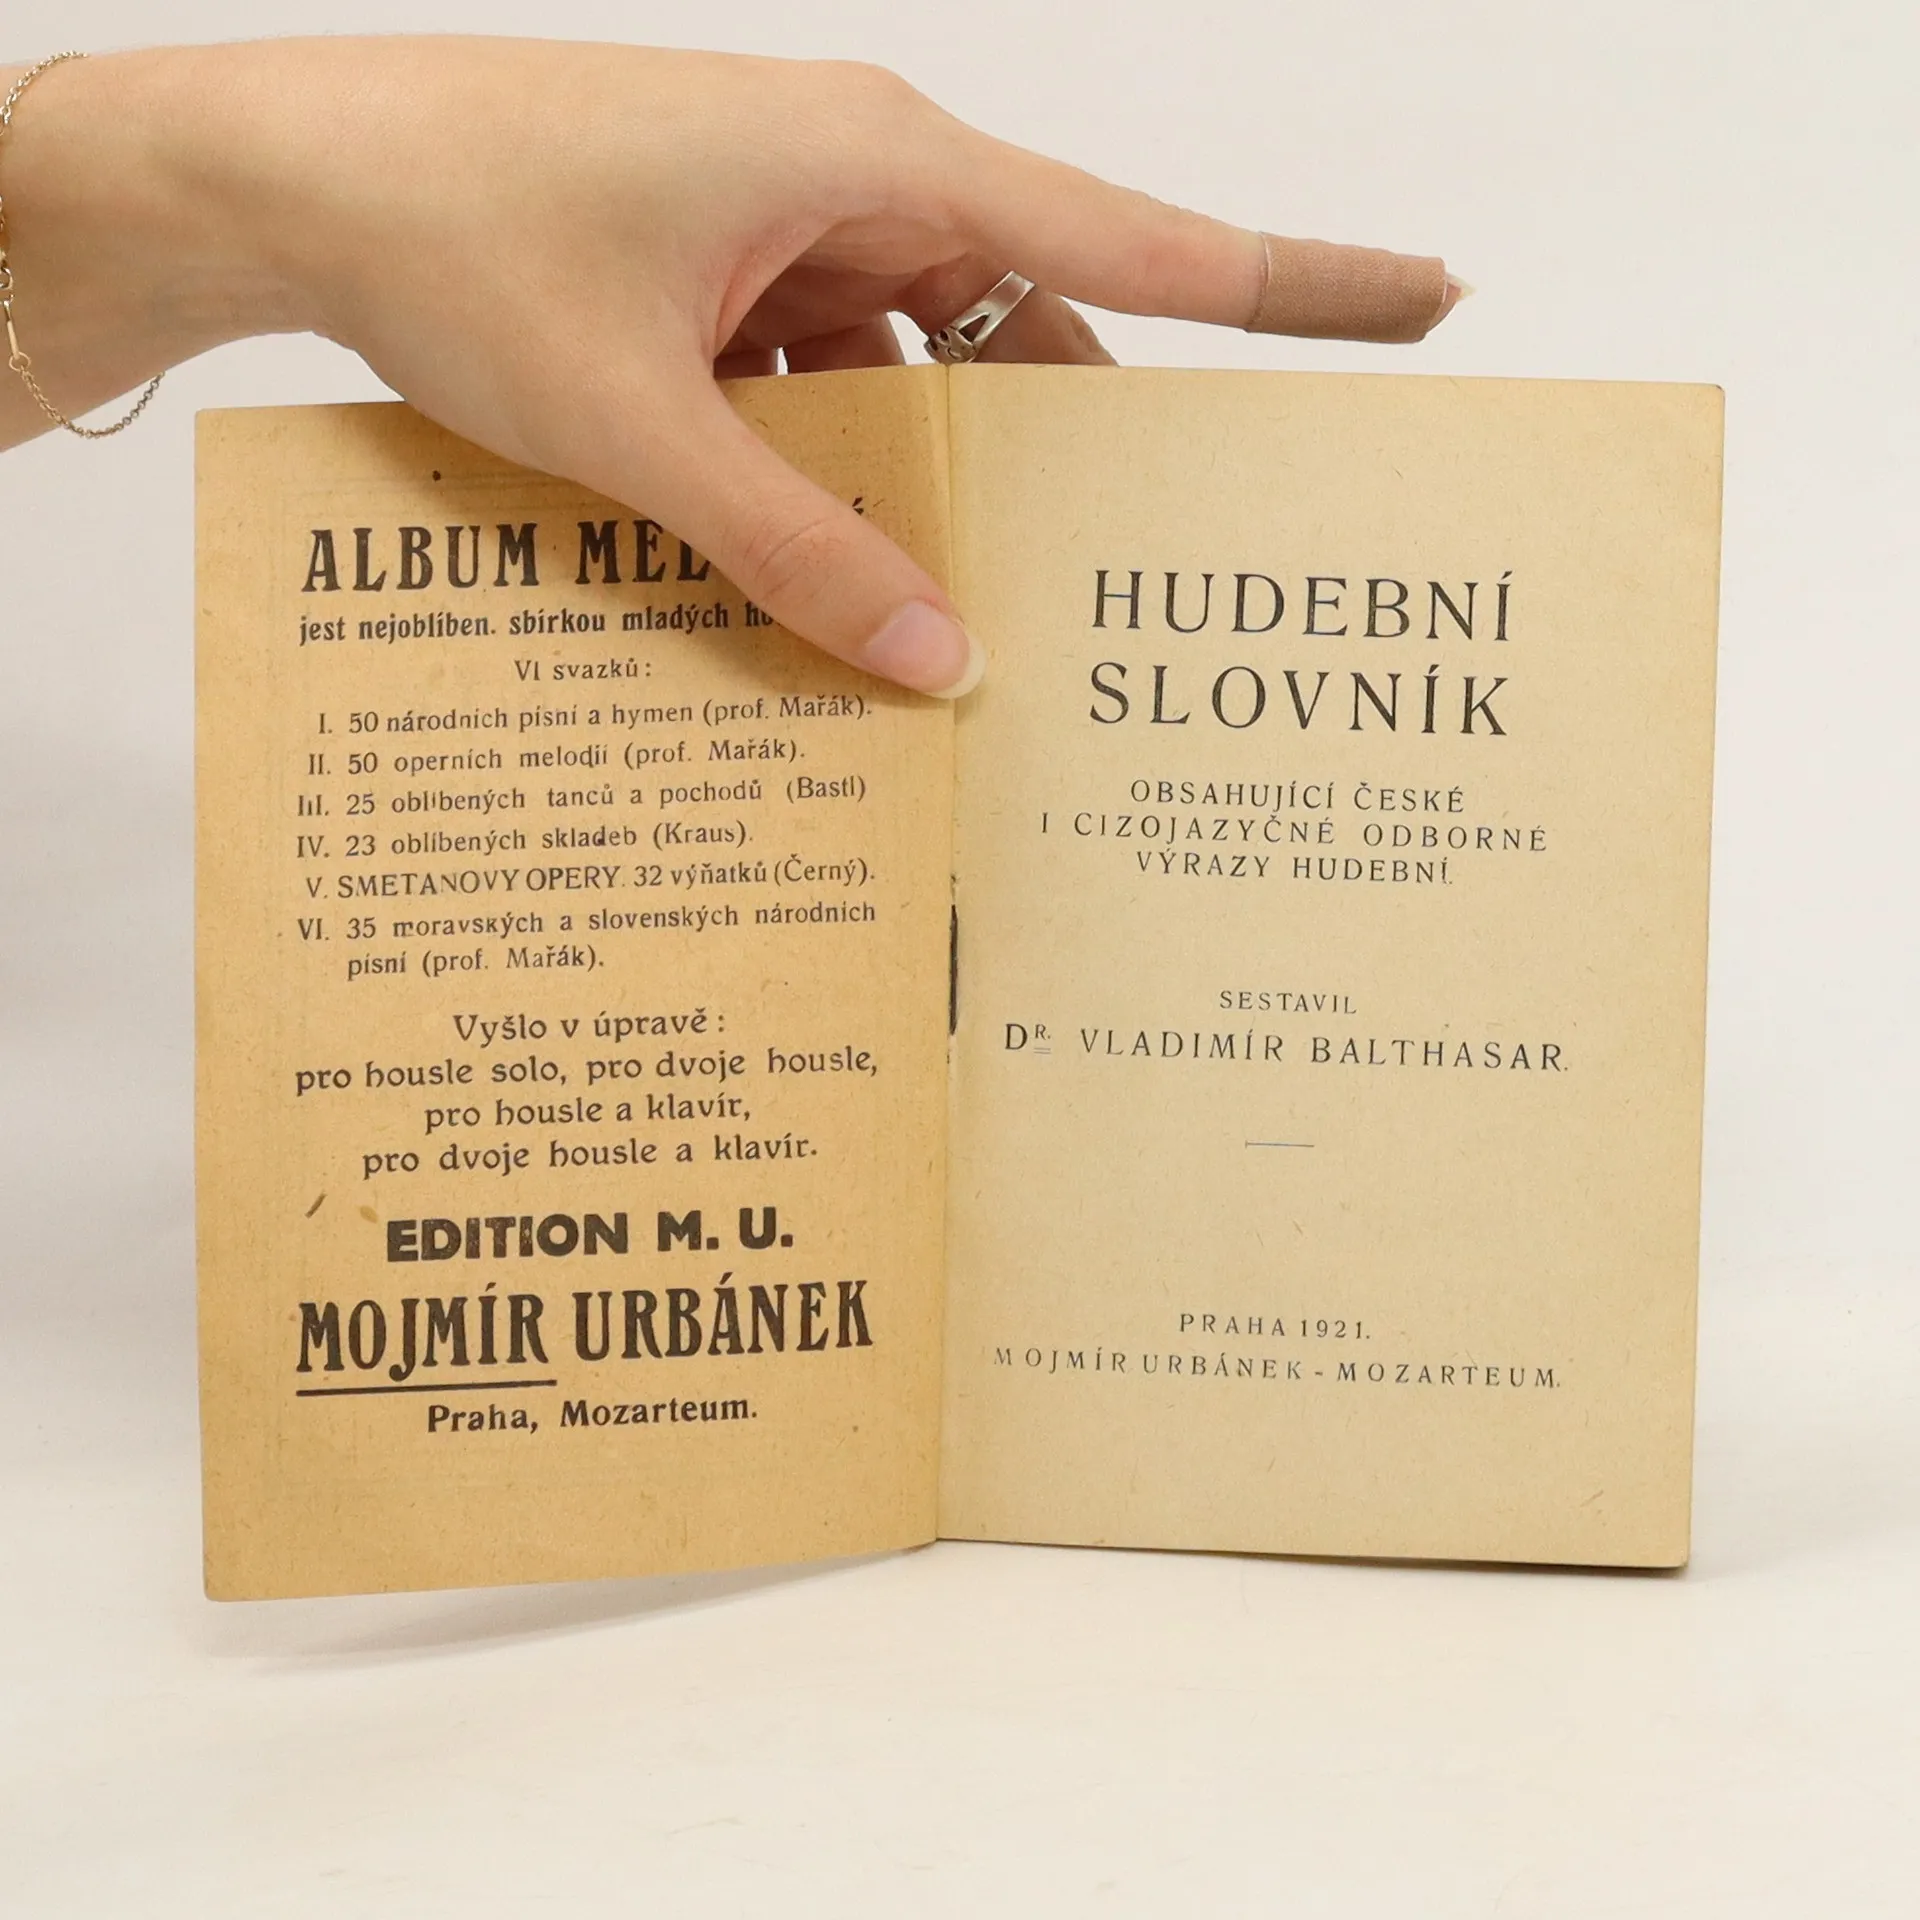 ALBUM
jest nejoblíben. sbírkou mladých
VI svazků:
I. 50 národních písní a hymen (prof. Mařák).
II. 50 operních melodií (prof. Mařák).
III. 25 oblíbených tanců a pochodů (Bastl)
IV. 23 oblíbených skladeb (Kraus).
V. SMETANOVY OPERY. 32 výňatků (Černý).
VI. 35 moravských a slovenských národních
písní (prof. Mařák).
Vyšlo v úpravě:
pro housle solo, pro dvoje housle,
pro housle a klavír,
pro dvoje housle a klavír.
EDITION M. U.
MOJMÍR URBÁNEK
Praha, Mozarteum.
HUDEBNÍ
SLOVNÍK
OBSAHUJÍCÍ ČESKÉ
I CIZOJAZYČNÉ ODBORNÉ
VÝRAZY HUDEBNÍ.
SESTAVIL
DR. VLADIMÍR BALTHASAR.
PRAHA 1921.
MOJMÍR URBÁNEK - MOZARTEUM.